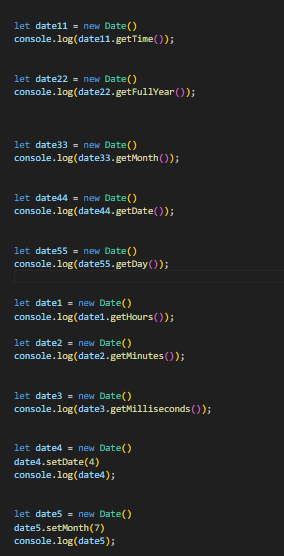 let date11 = new Date()
console.log(date11.getTime());
let date22 = new Date()
console.log(date22.getFullYear());
let date33 = new Date()
console.log(date33.getMonth());
let date44 = new Date()
console.log(date44.getDate());
let date55 = new Date()
console.log(date55.getDay());
let date1 = new Date()
console.log(date1.getHours());
let date2 = new Date()
console.log(date2.getMinutes());
let date3 = new Date()
console.log(date3.getMilliseconds());
let date4 = new Date()
date4.setDate(4)
console.log(date4);
let date5 = new Date()
date5.setMonth(7)
console.log(date5);